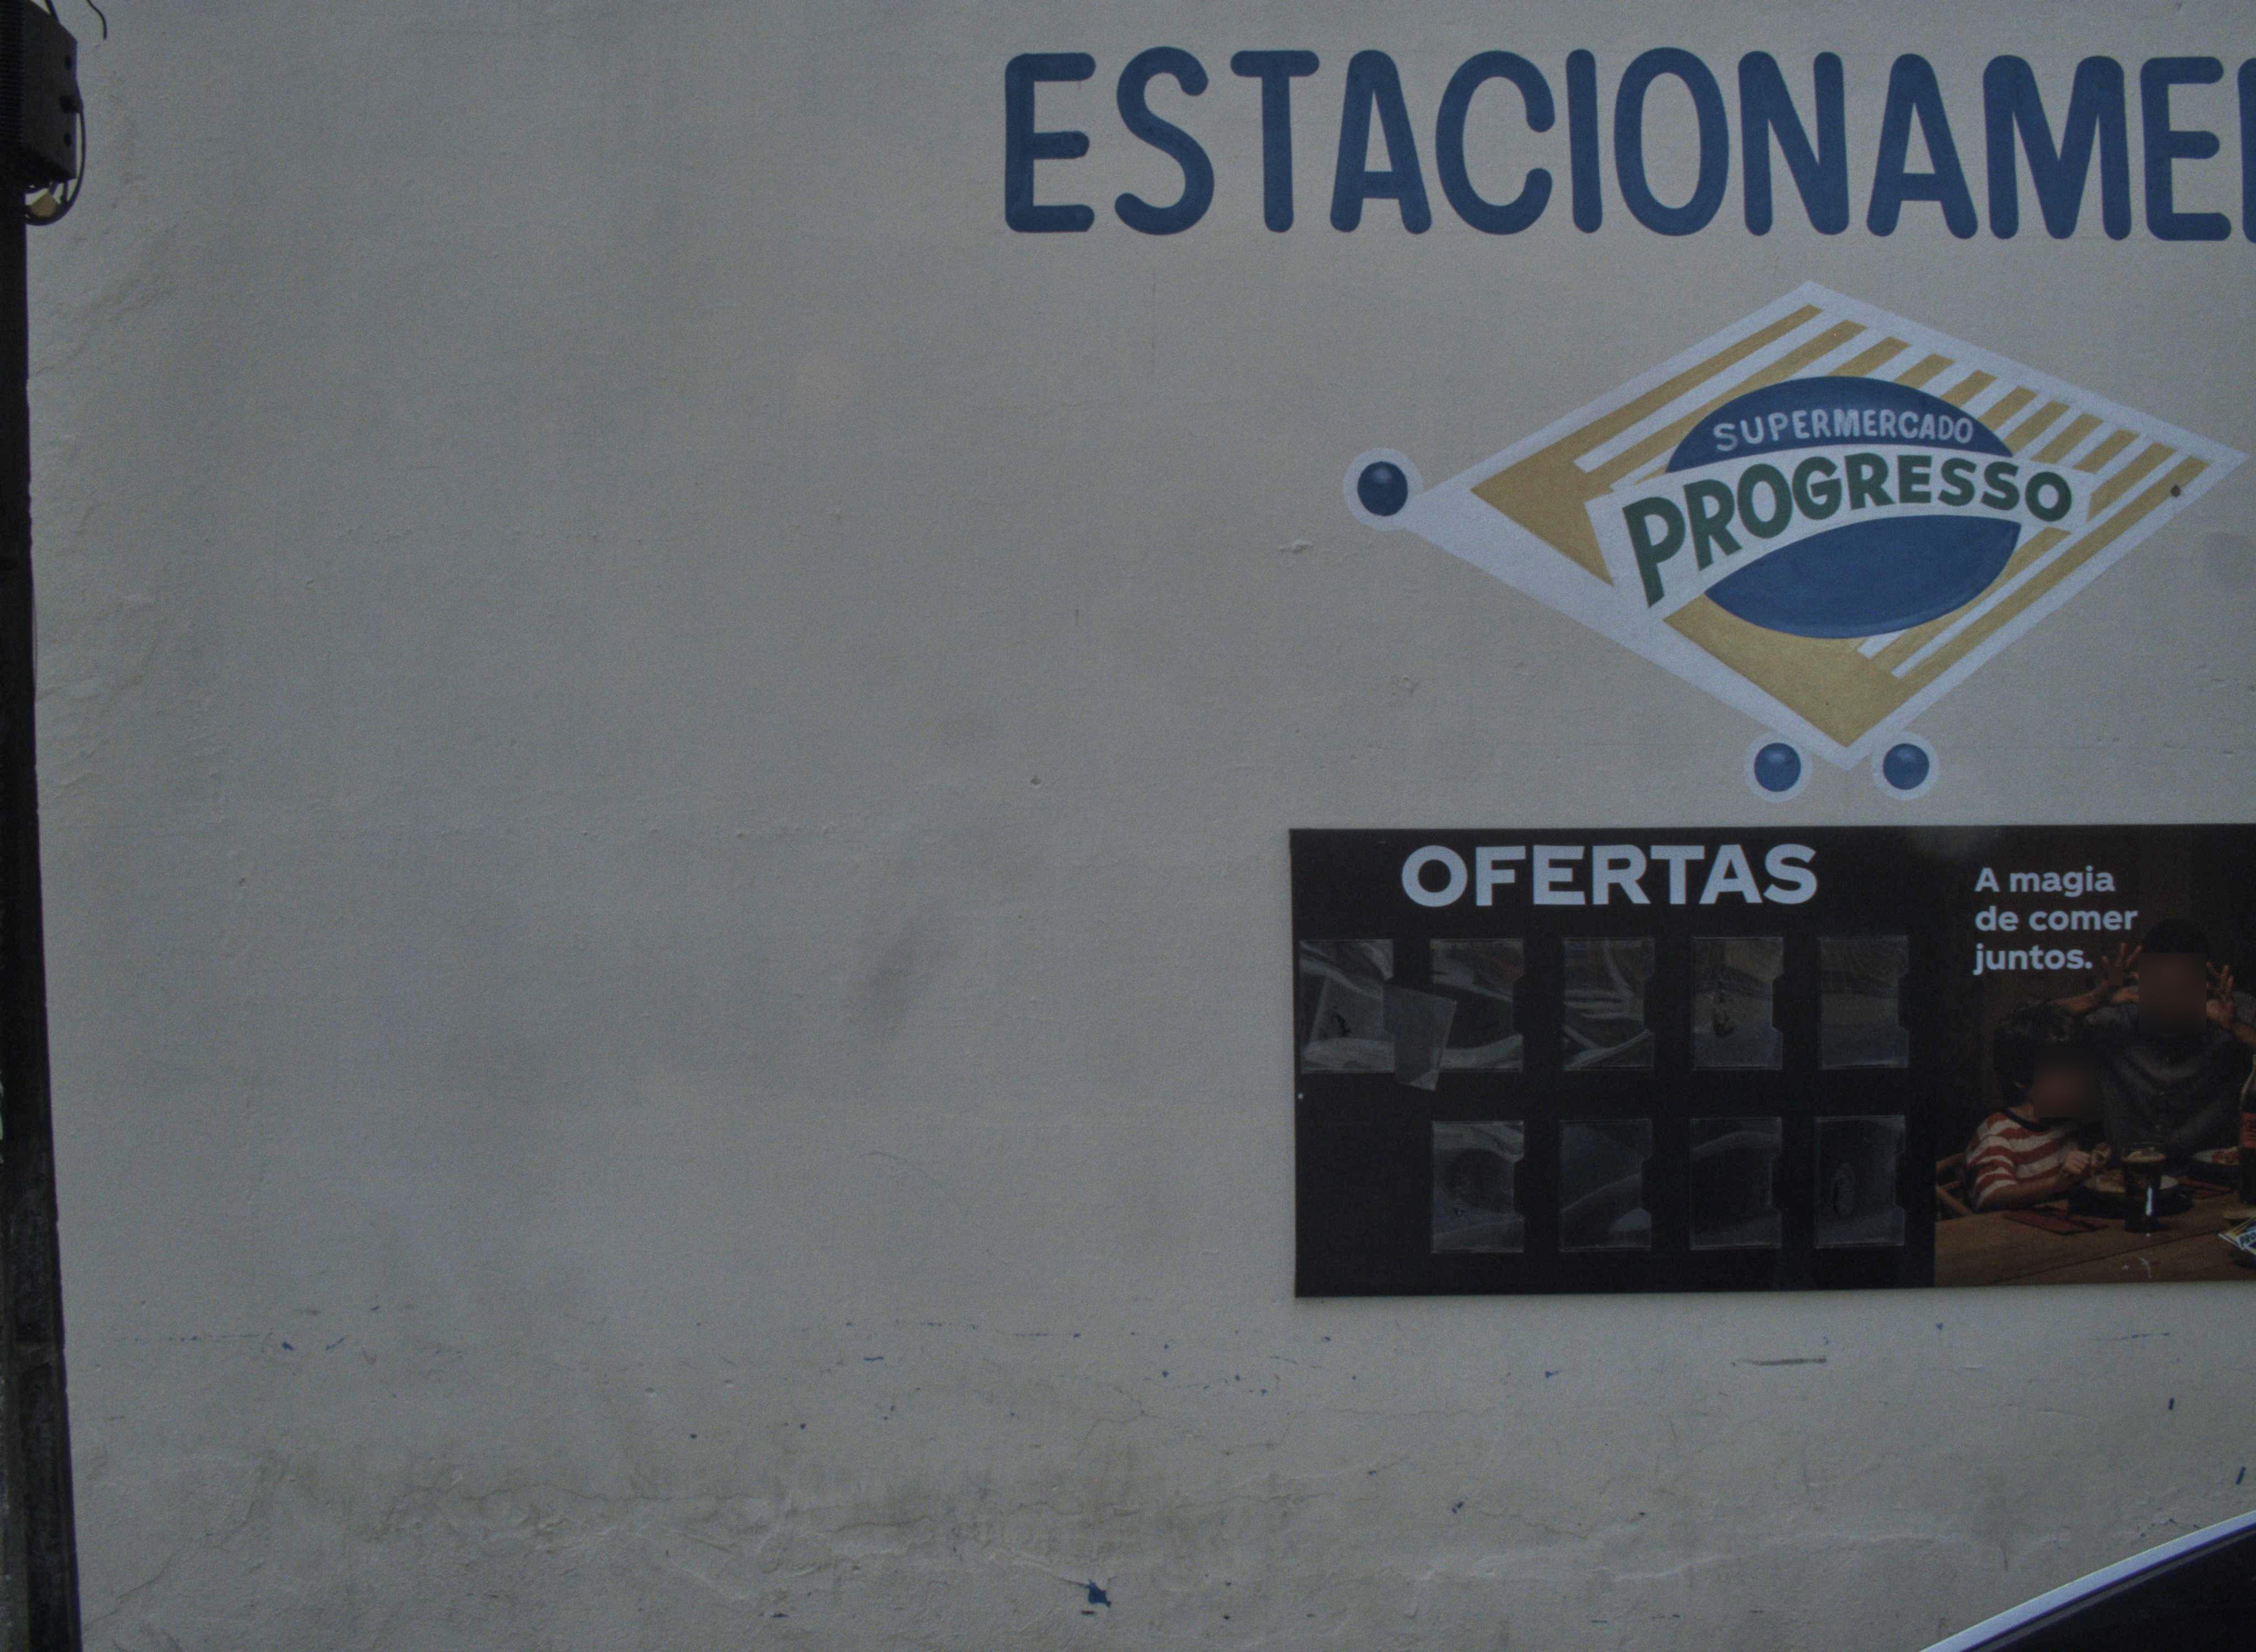 ESTACIONAME
SUPERMERCADO
PROGRESSO
OFERTAS
A magia
de comer
juntos.